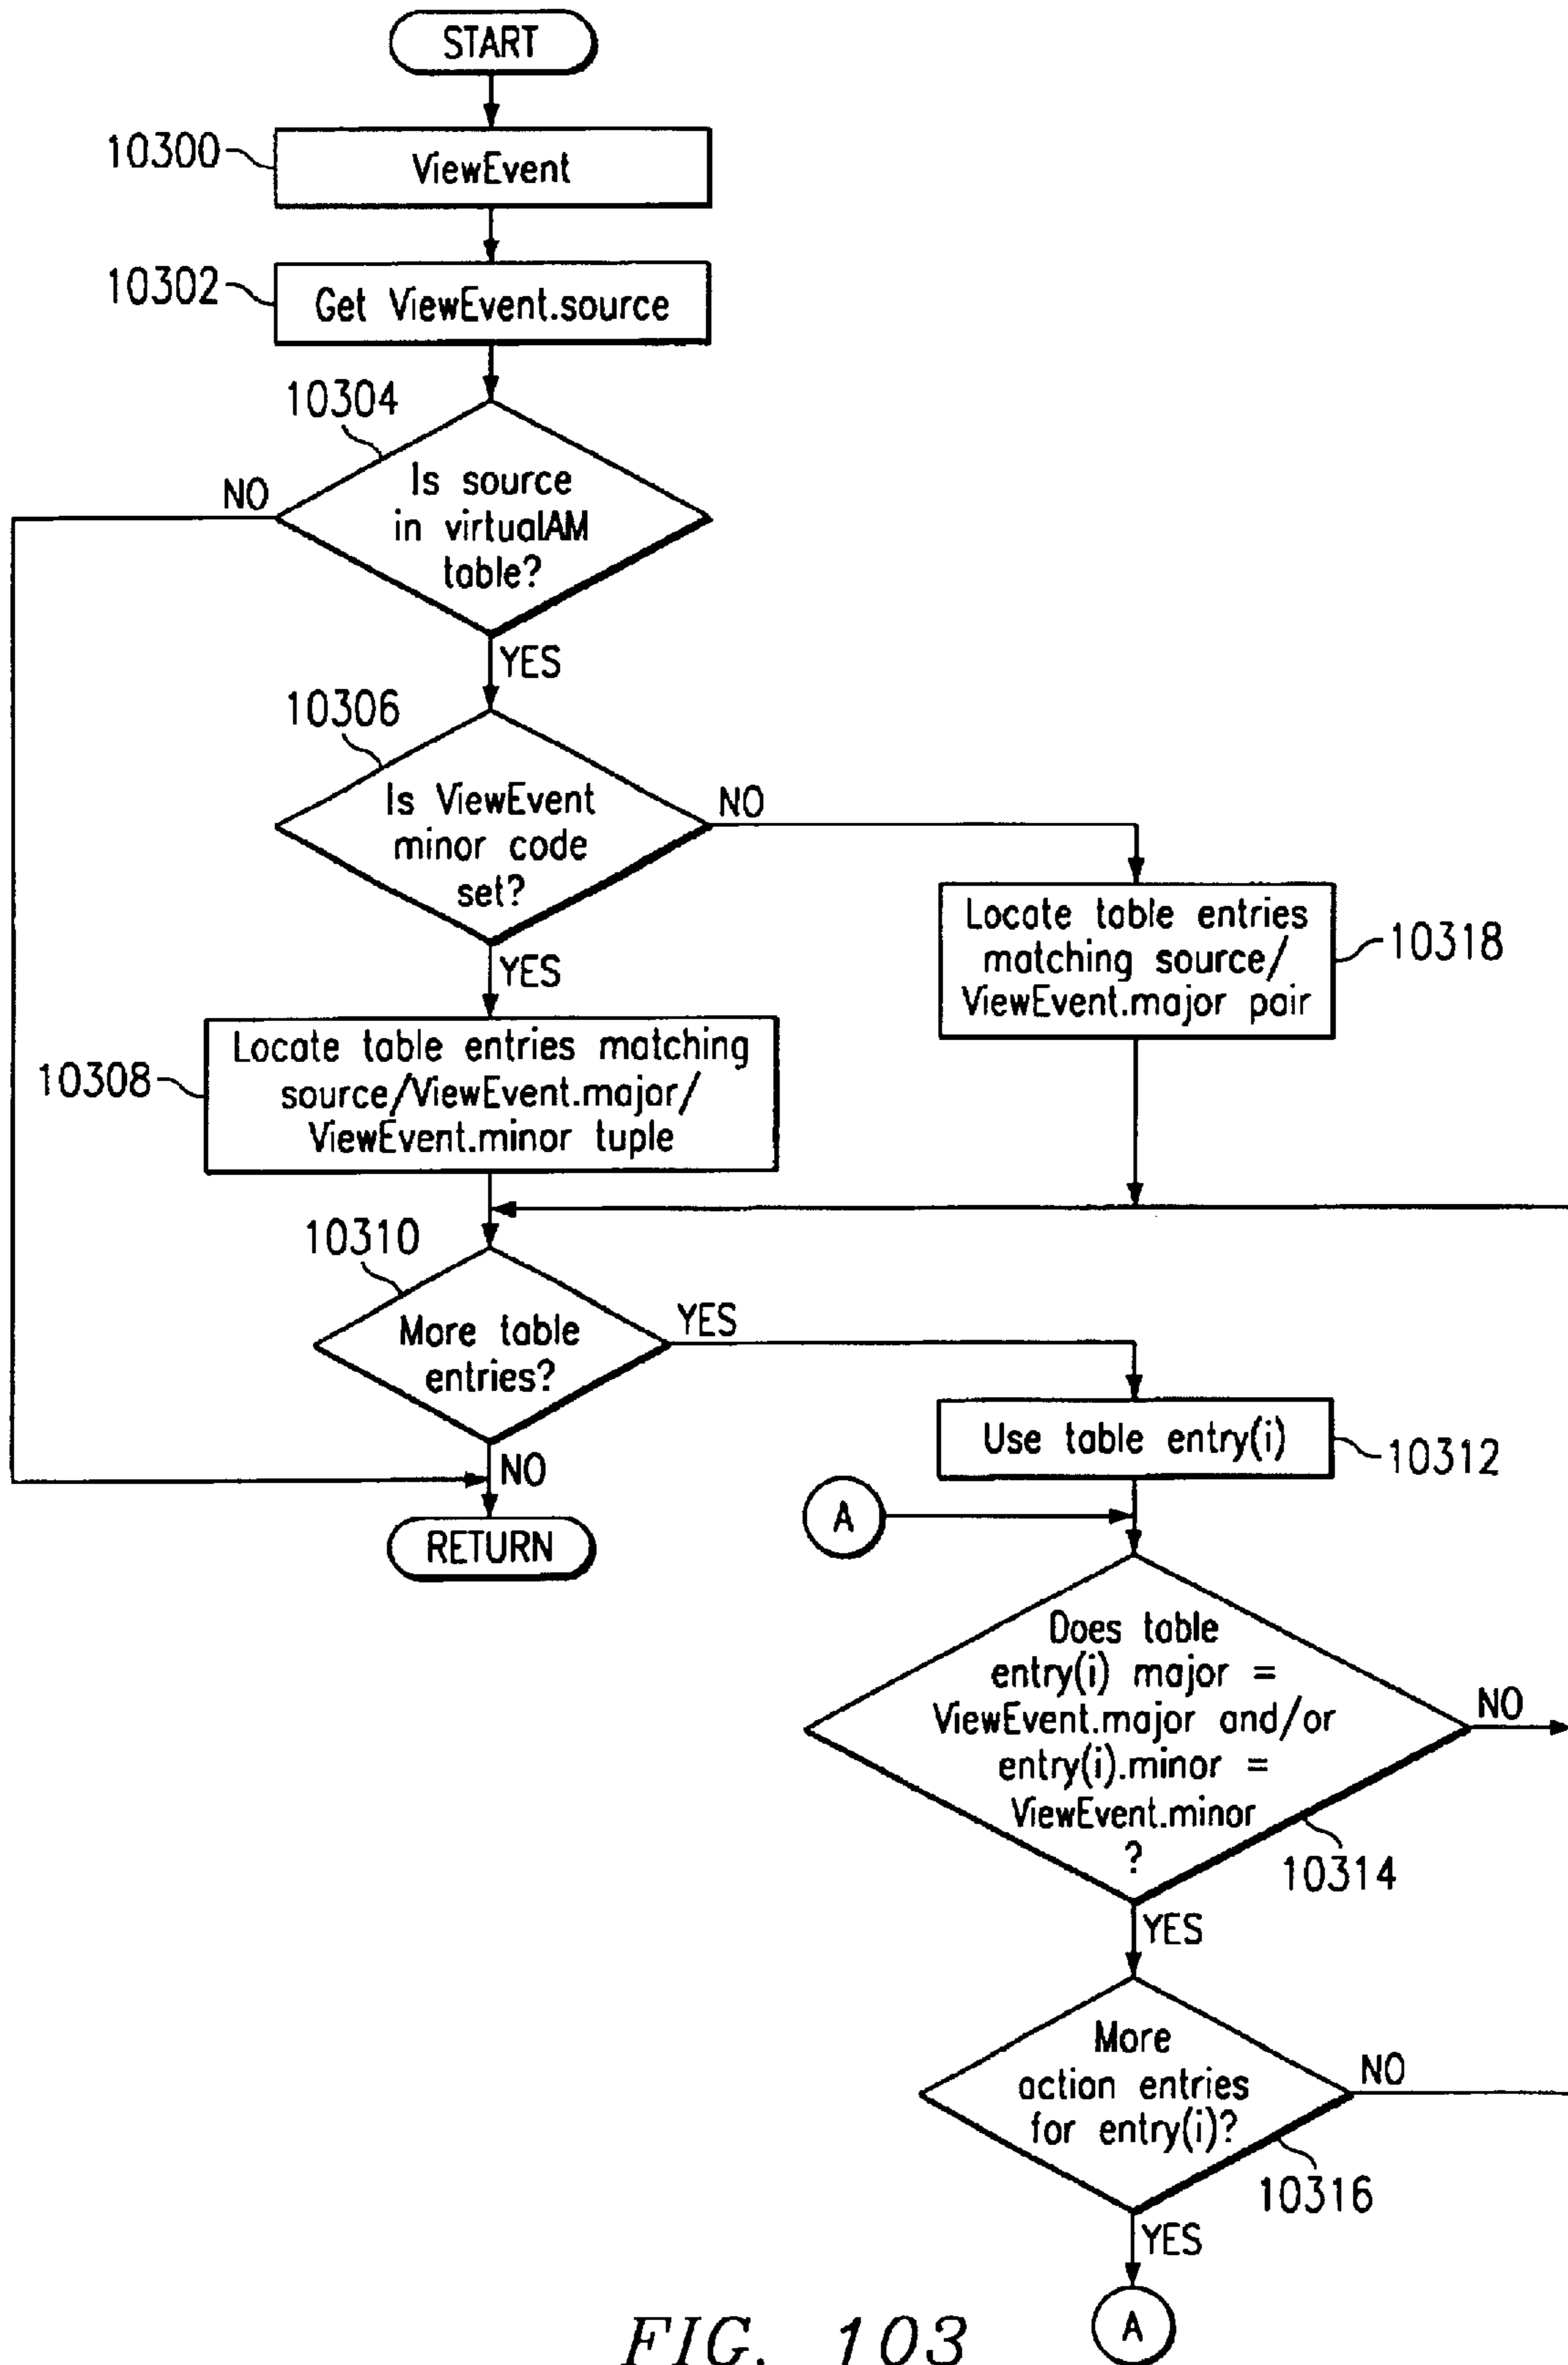 START
10300
ViewEvent
10302
Get ViewEvent.source
10304
NO
Is source
in virtualAM
table?
YES
10306
Is ViewEvent
minor code
set?
NO
YES
Locate table entries
matching source/
ViewEvent.major pair
10318
10308
Locate table entries matching
source/ViewEvent.major/
ViewEvent.minor tuple
10310
More table
entries?
YES
NO
RETURN
Use table entry(i)
10312
A
Does table
entry(i) major =
ViewEvent.major and/or
entry(i).minor =
ViewEvent.minor
?
NO
10314
YES
More
action entries
for entry(i)?
NO
10316
YES
A
FIG. 103